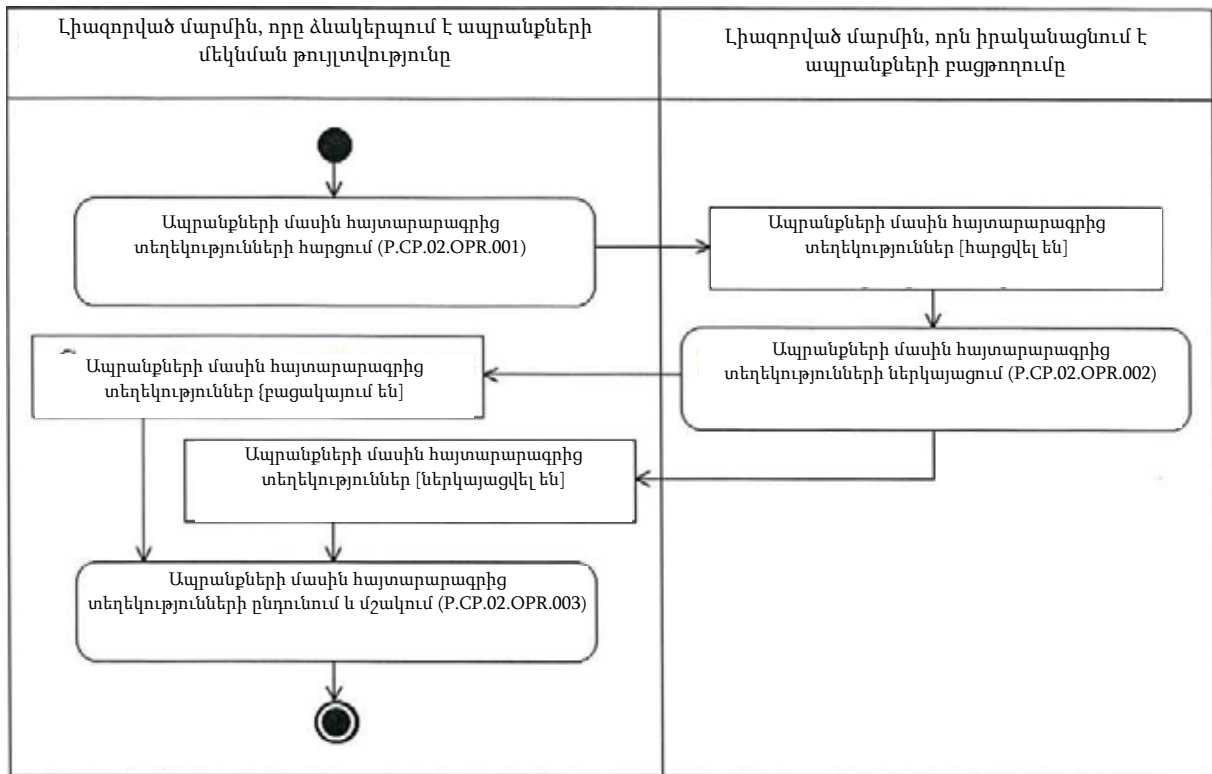 Լիազորված մարմին, որը ձևակերպում է ապրանքների
մեկնման թույլտվությունը
Լիազորված մարմին, որն իրականացնում է
ապրանքների բացթողումը
Ապրանքների մասին հայտարարագրից
տեղեկությունների հարցում (P.CP.02.OPR.001)
Ապրանքների մասին հայտարարագրից
տեղեկություններ [հարցվել են]
Ապրանքների մասին հայտարարագրից
տեղեկությունների ներկայացում (P.CP.02.OPR.002)
Ապրանքների մասին հայտարարագրից
տեղեկություններ {բացակայում են]
Ապրանքների մասին հայտարարագրից
տեղեկություններ [ներկայացվել են]
Ապրանքների մասին հայտարարագրից
տեղեկությունների ընդունում և մշակում (P.CP.02.OPR.003)